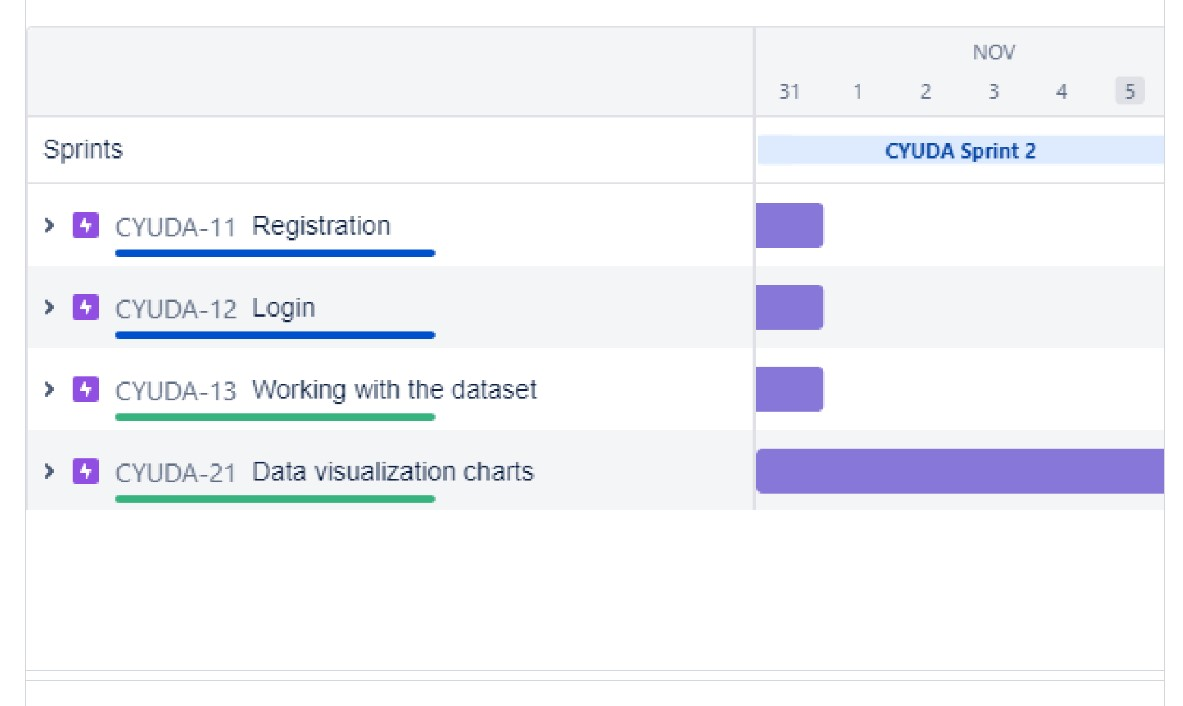 NOV
31 1 2 3 4 5
Sprints CYUDA Sprint 2
CYUDA-11 Registration
CYUDA-12 Login
CYUDA-13 Working with the dataset
CYUDA-21 Data visualization charts